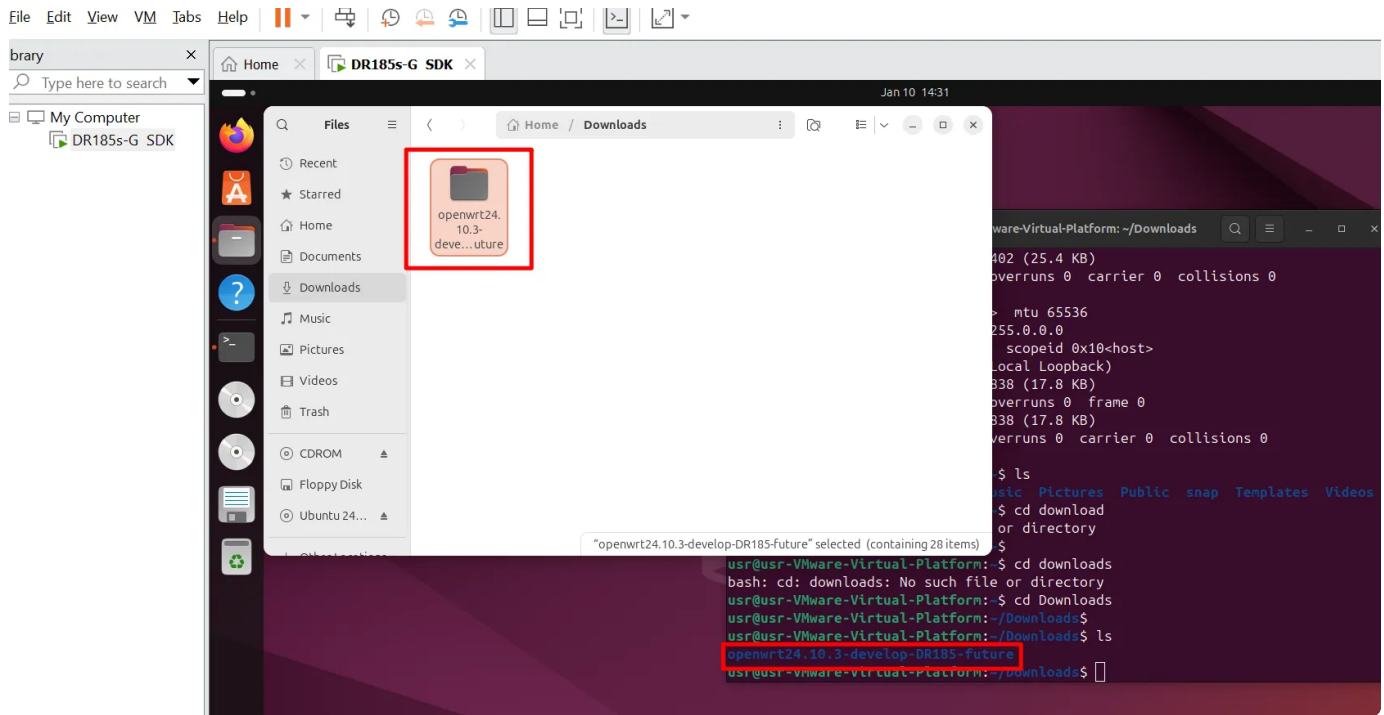 File Edit View VM Tabs Help
brary
Home
DR185s-G SDK
Type here to search
My Computer
DR185s-G SDK
Jan 10 14:31
Files
Home / Downloads
Recent
Starred
Home
Documents
Downloads
Music
Pictures
Videos
Trash
CDROM
Floppy Disk
Ubuntu 24...
openwrt24.
10.3-
deve...uture
"openwrt24.10.3-develop-DR185-future" selected (containing 28 items)
ware-Virtual-Platform: ~/Downloads
402 (25.4 KB)
overruns 0 carrier 0 collisions 0
> mtu 65536
255.0.0.0
scopeid 0x10<host>
Local Loopback)
838 (17.8 KB)
overruns 0 frame 0
838 (17.8 KB)
verruns 0 carrier 0 collisions 0
~$ ls
usic Pictures Public snap Templates Videos
~$ cd download
or directory
~$
usr@usr-VMware-Virtual-Platform:~$ cd downloads
bash: cd: downloads: No such file or directory
usr@usr-VMware-Virtual-Platform:~$ cd Downloads
usr@usr-VMware-Virtual-Platform:~/Downloads$
usr@usr-VMware-Virtual-Platform:~/Downloads$ ls
openwrt24.10.3-develop-DR185-future
usr@usr-VMware-Virtual-Platform:~/Downloads$